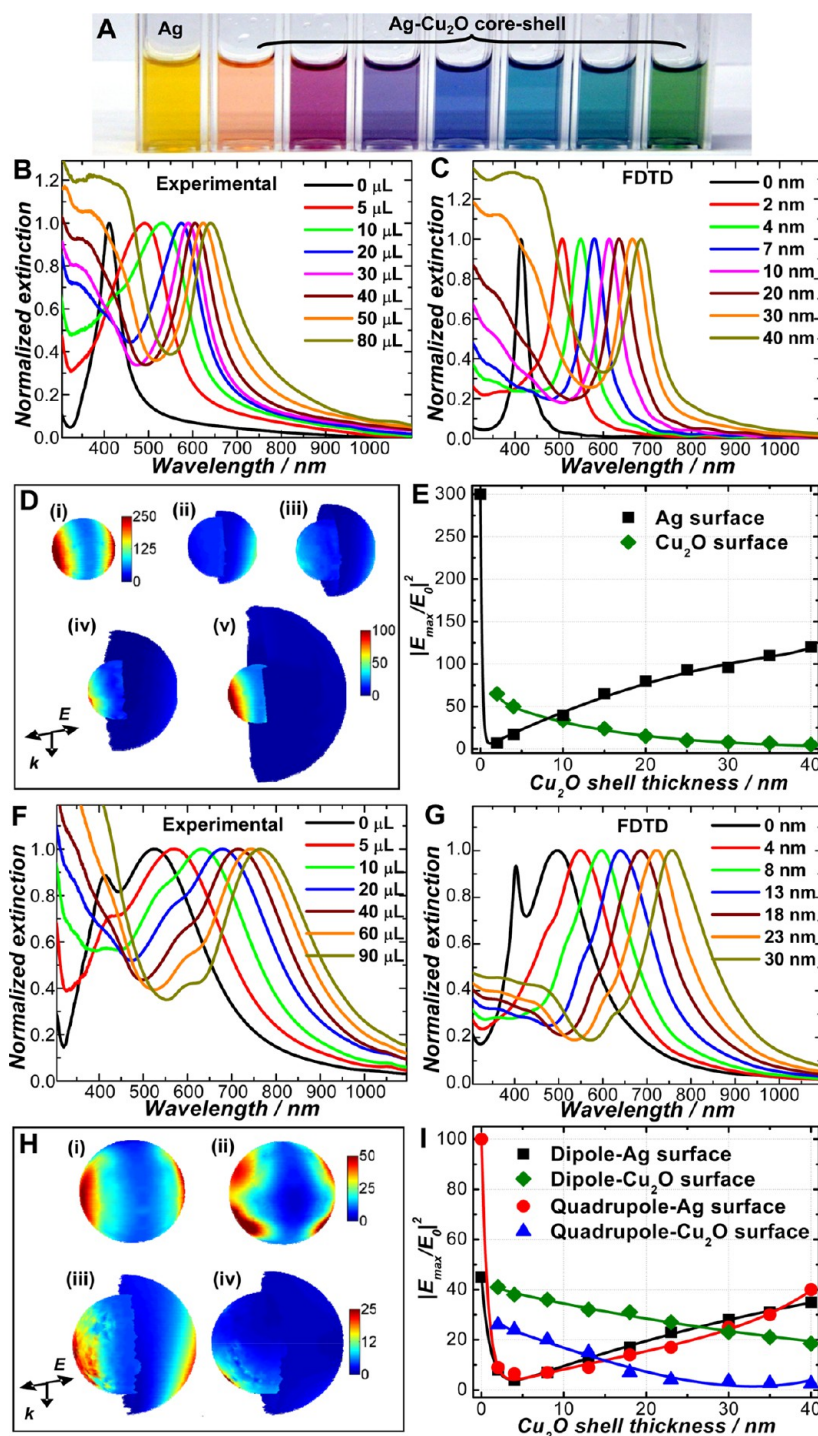 A
Ag
Ag-Cu₂O core-shell
B
Experimental
0 μL
5 μL
10 μL
20 μL
30 μL
40 μL
50 μL
80 μL
Normalized extinction
1.2
1.0
0.8
0.6
0.4
0.2
0.0
400 500 600 700 800 900 1000
Wavelength / nm
C
FDTD
0 nm
2 nm
4 nm
7 nm
10 nm
20 nm
30 nm
40 nm
Normalized extinction
1.2
1.0
0.8
0.6
0.4
0.2
0.0
400 500 600 700 800 900 1000
Wavelength / nm
D
(i)
250
125
0
(ii)
(iii)
(iv)
(v)
100
50
0
E
k
E
Ag surface
Cu₂O surface
|E_max/E_0|²
300
250
200
150
100
50
0
0 10 20 30 40
Cu₂O shell thickness / nm
F
Experimental
0 μL
5 μL
10 μL
20 μL
40 μL
60 μL
90 μL
Normalized extinction
1.0
0.8
0.6
0.4
0.2
0.0
400 500 600 700 800 900 1000
Wavelength / nm
G
FDTD
0 nm
4 nm
8 nm
13 nm
18 nm
23 nm
30 nm
Normalized extinction
1.0
0.8
0.6
0.4
0.2
0.0
400 500 600 700 800 900 1000
Wavelength / nm
H
(i)
(ii)
50
25
0
(iii)
(iv)
25
12
0
E
k
I
Dipole-Ag surface
Dipole-Cu₂O surface
Quadrupole-Ag surface
Quadrupole-Cu₂O surface
|E_max/E_0|²
100
80
60
40
20
0
0 10 20 30 40
Cu₂O shell thickness / nm